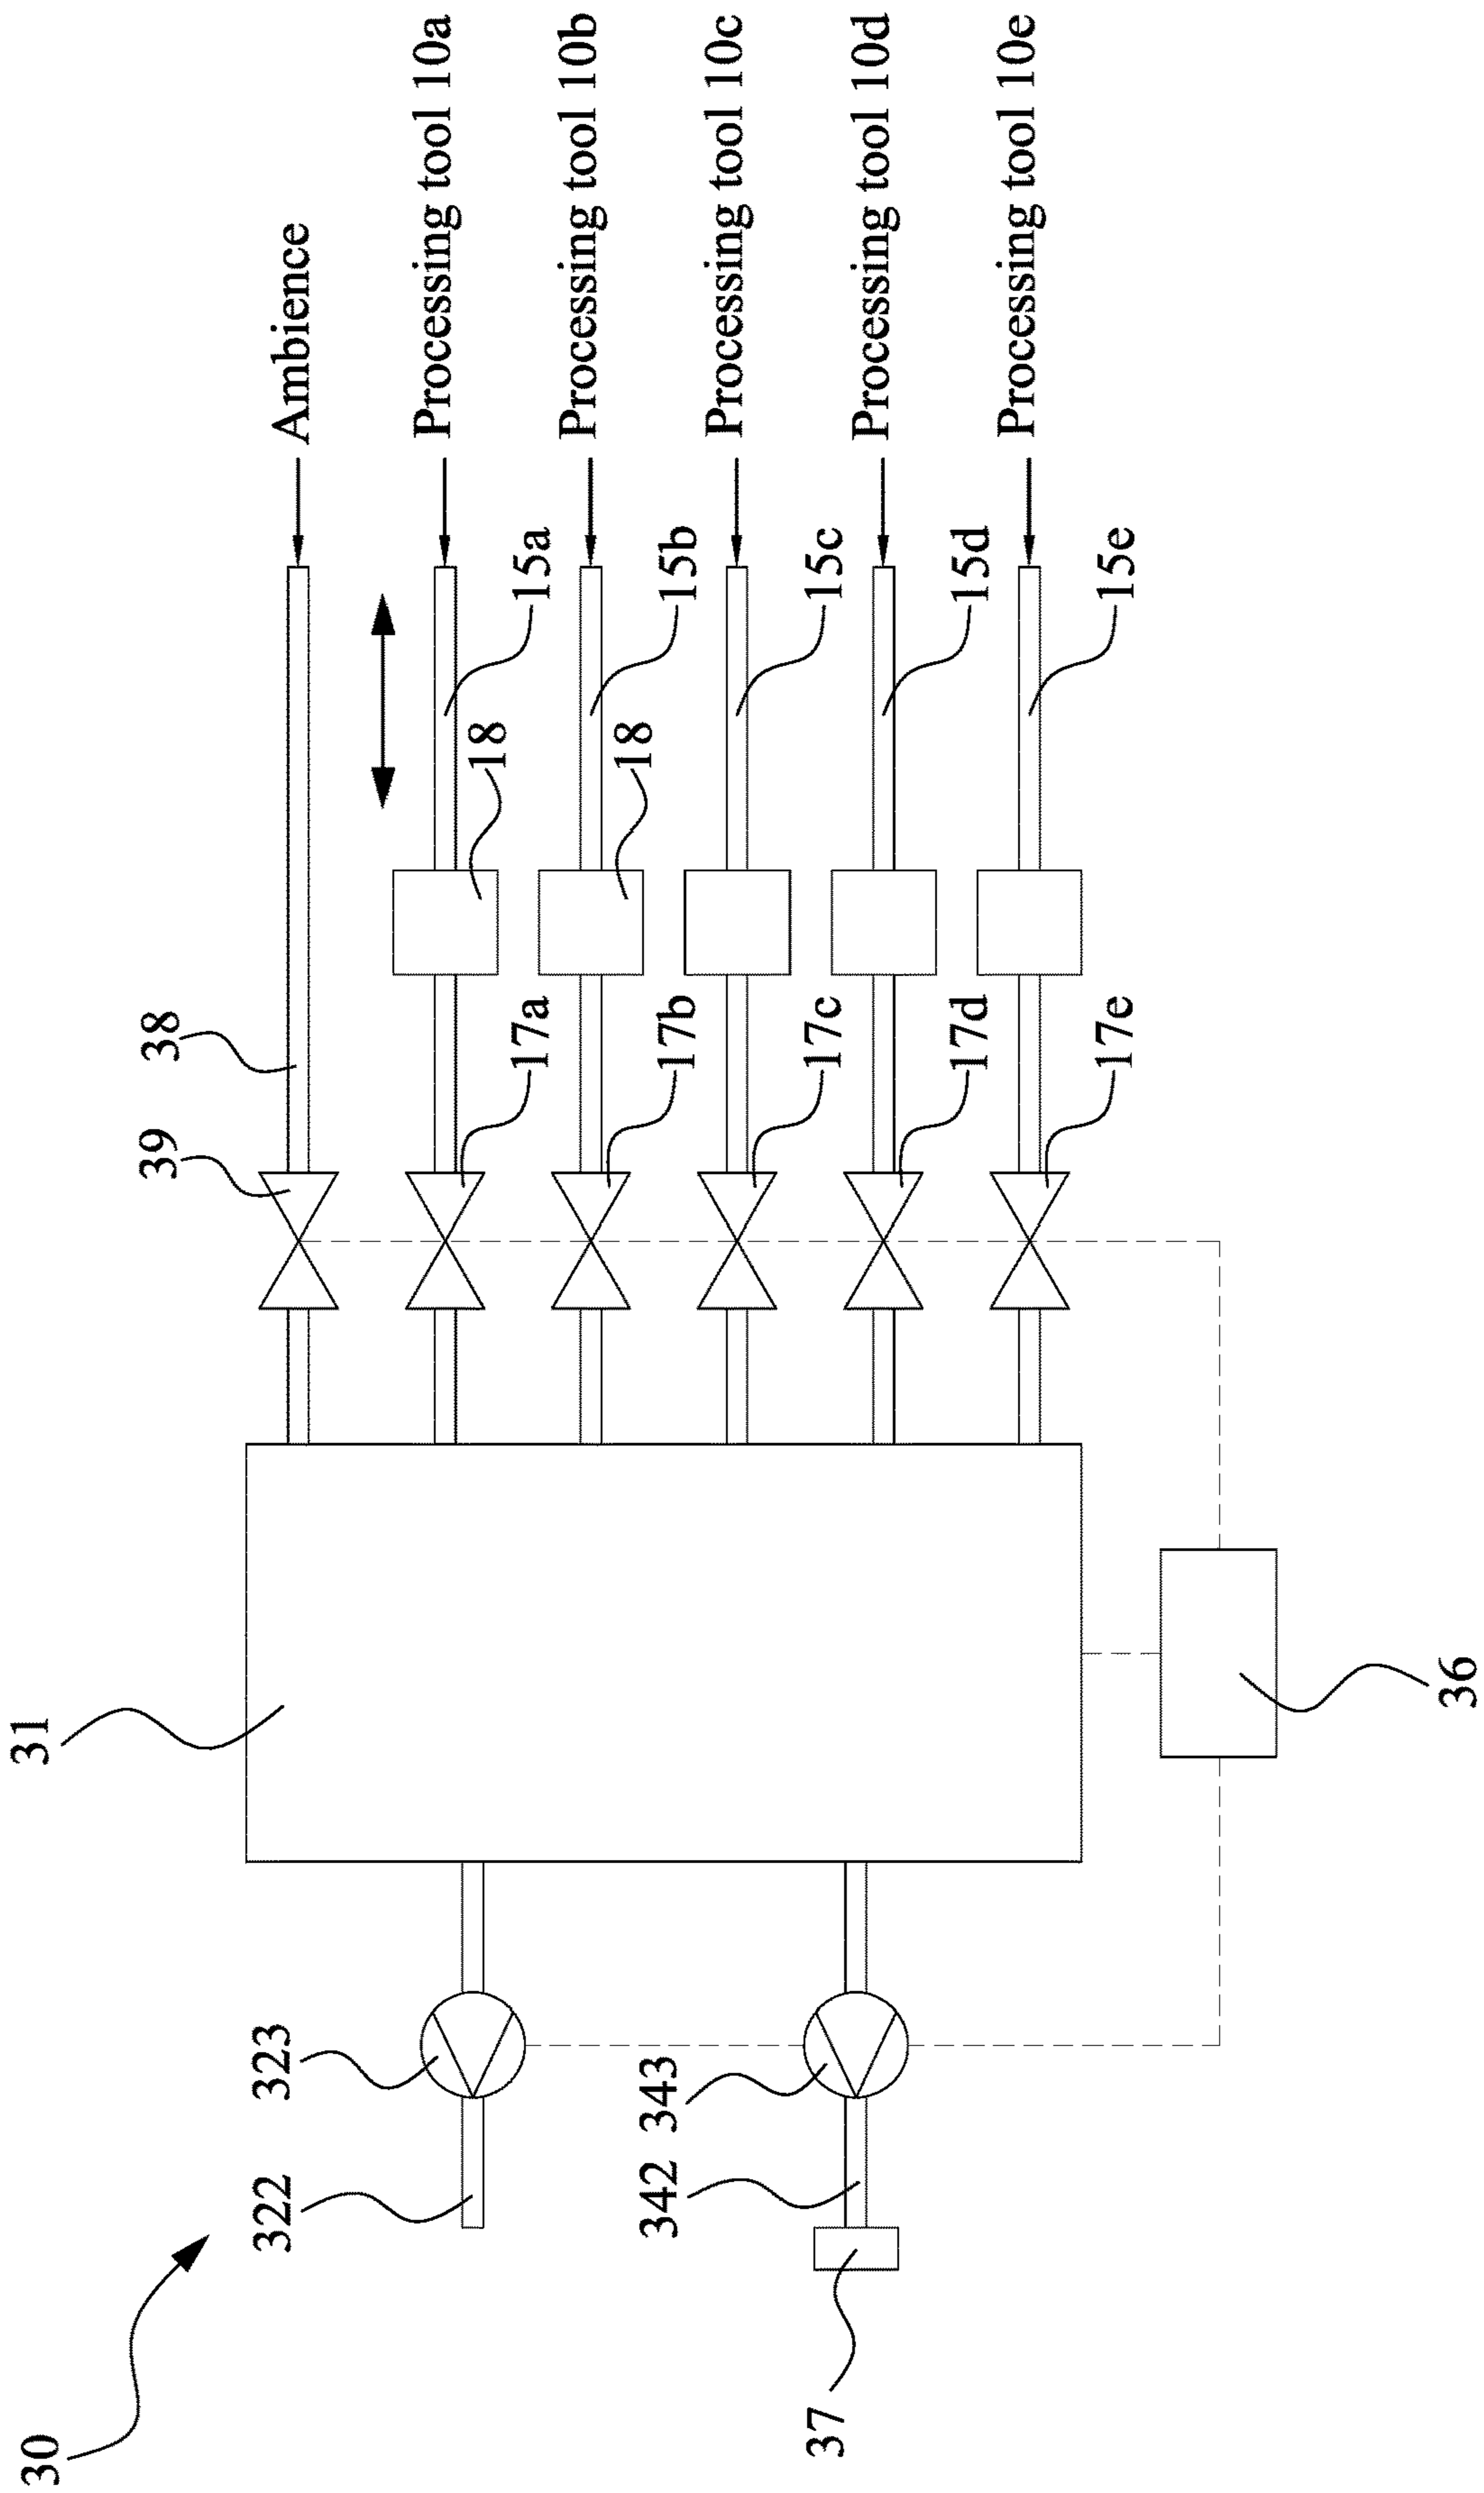 30
322
323
31
39
38
Ambience
Processing tool 10a
18
15a
17a
Processing tool 10b
18
15b
17b
Processing tool 10c
15c
17c
Processing tool 10d
15d
17d
Processing tool 10e
15e
17e
342
343
37
36